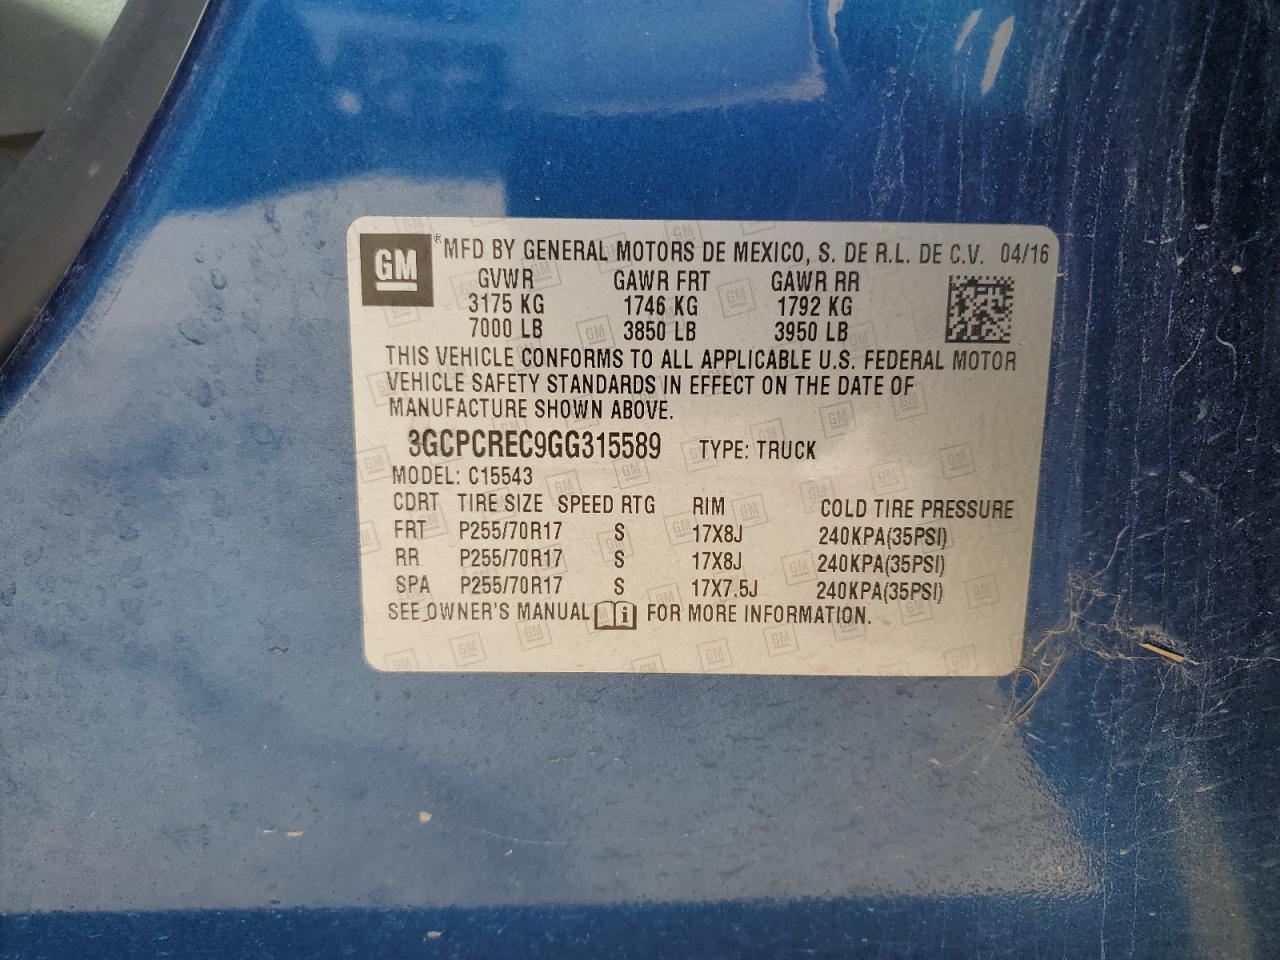 GM ® MFD BY GENERAL MOTORS DE MEXICO, S. DE R.L. DE C.V. 04/16
GVWR GAWR FRT GAWR RR
3175 KG 1746 KG 1792 KG
7000 LB 3850 LB 3950 LB
THIS VEHICLE CONFORMS TO ALL APPLICABLE U.S. FEDERAL MOTOR
VEHICLE SAFETY STANDARDS IN EFFECT ON THE DATE OF
MANUFACTURE SHOWN ABOVE.
3GCPCREC9GG315589 TYPE: TRUCK
MODEL: C15543
CDRT TIRE SIZE SPEED RTG RIM COLD TIRE PRESSURE
FRT P255/70R17 S 17X8J 240KPA(35PSI)
RR P255/70R17 S 17X8J 240KPA(35PSI)
SPA P255/70R17 S 17X7.5J 240KPA(35PSI)
SEE OWNER'S MANUAL i FOR MORE INFORMATION.